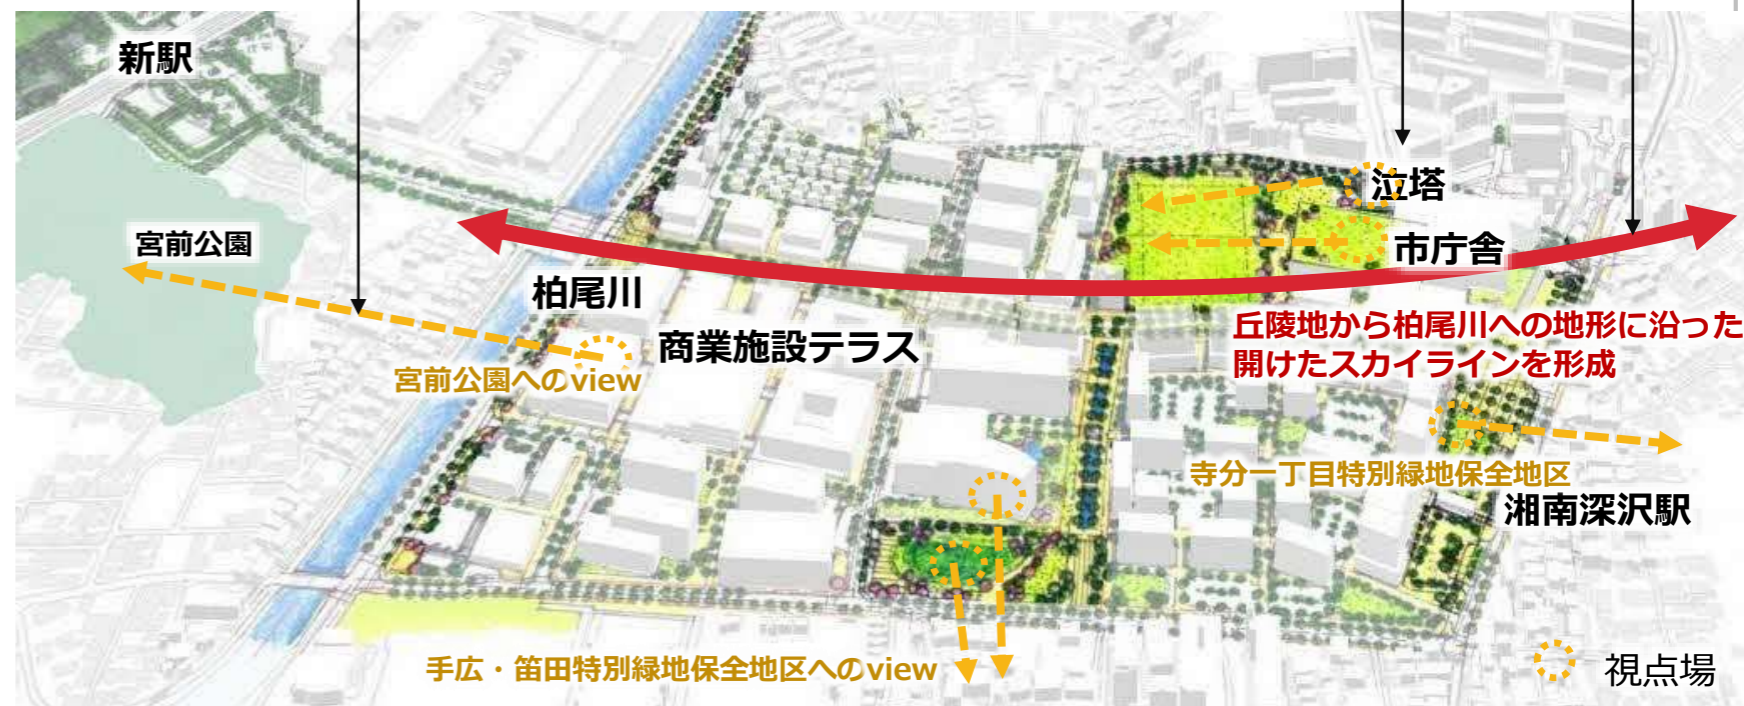 新駅
泣塔
宮前公園
市庁舎
柏尾川
商業施設テラス
丘陵地から柏尾川への地形に沿った
開けたスカイラインを形成
宮前公園へのview
寺分一丁目特別緑地保全地区
湘南深沢駅
手広・笛田特別緑地保全地区へのview
視点場